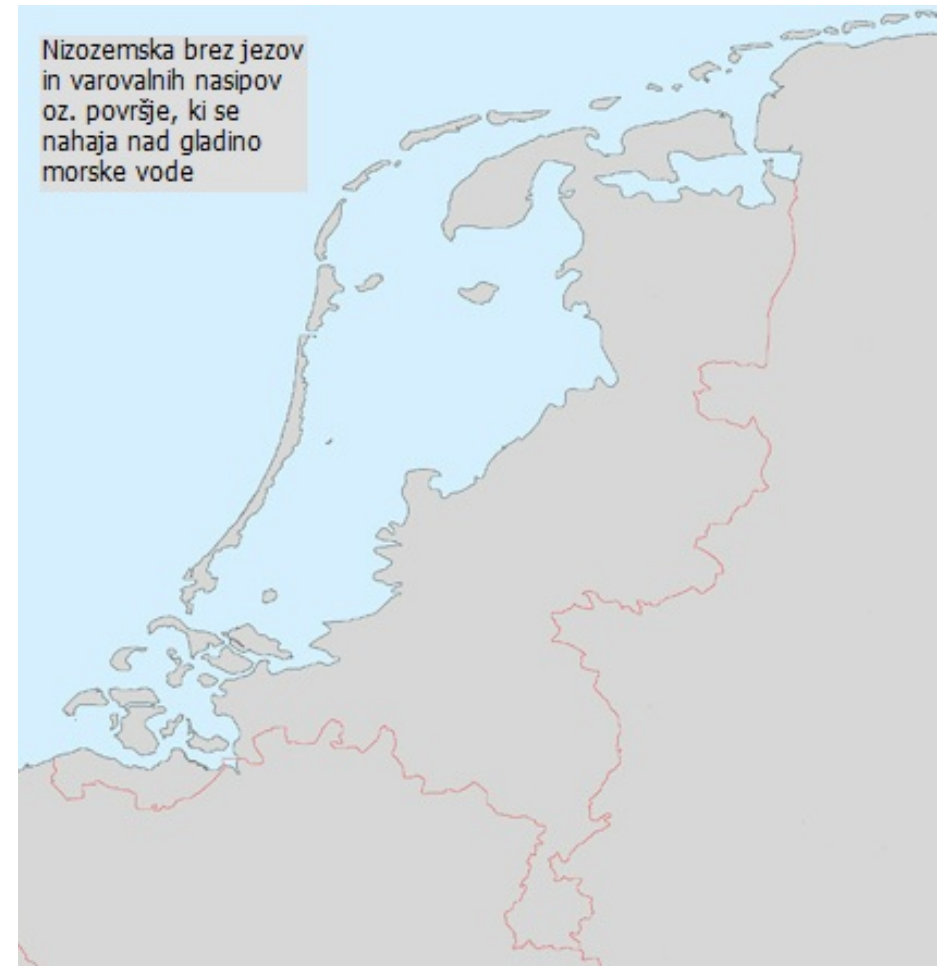 Nizozemska brez jezov
in varovalnih nasipov
oz. površje, ki se
nahaja nad gladino
morske vode